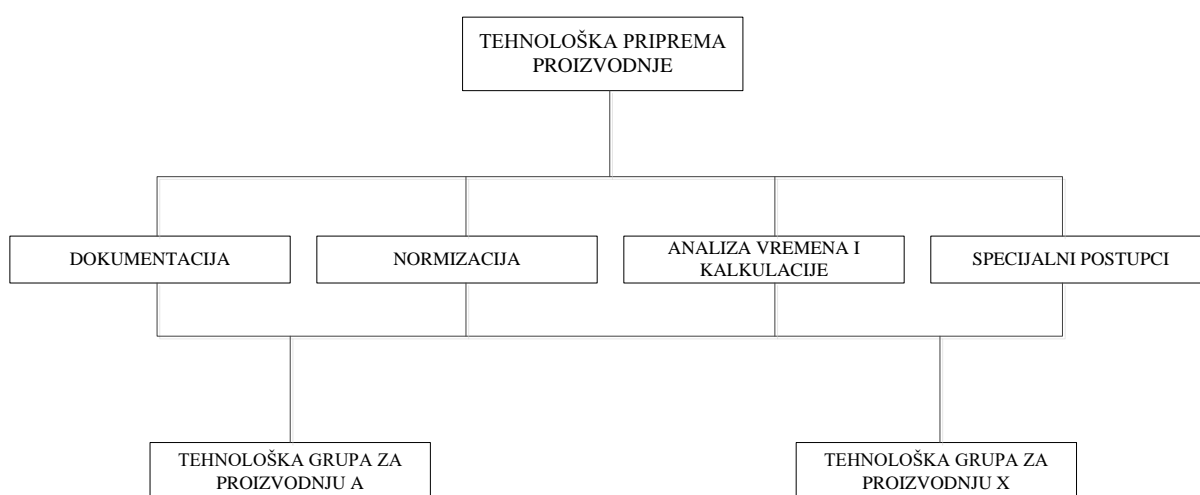 TEHNOLOŠKA PRIPREMA
PROIZVODNJE
DOKUMENTACIJA
NORMIZACIJA
ANALIZA VREMENA I
KALKULACIJE
SPECIJALNI POSTUPCI
TEHNOLOŠKA GRUPA ZA
PROIZVODNJU A
TEHNOLOŠKA GRUPA ZA
PROIZVODNJU X